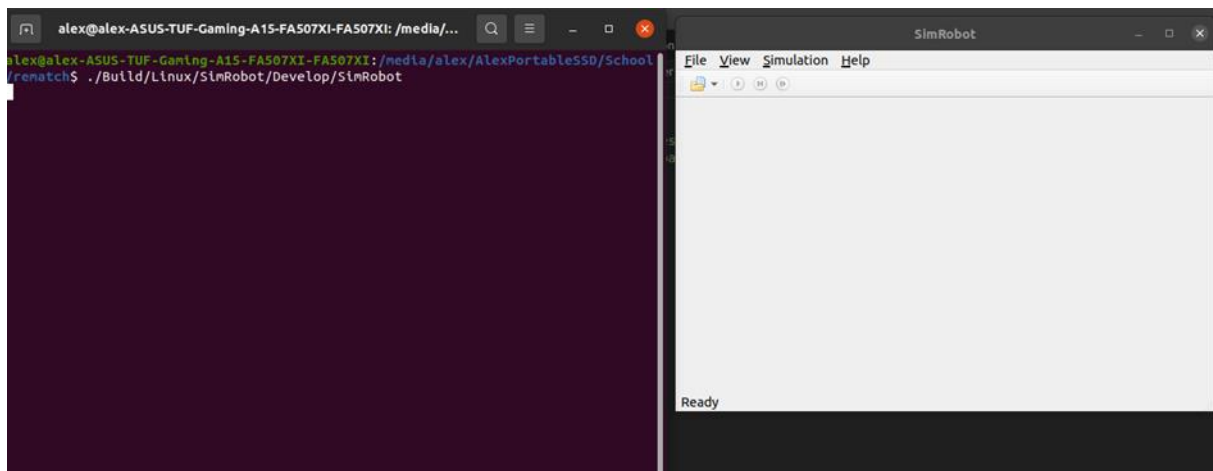 alex@alex-ASUS-TUF-Gaming-A15-FA507XI-FA507XI: /media/...
alex@alex-ASUS-TUF-Gaming-A15-FA507XI-FA507XI:/media/alex/AlexPortableSSD/School
/rematch$ ./Build/Linux/SimRobot/Develop/SimRobot
SimRobot
File View Simulation Help
Ready